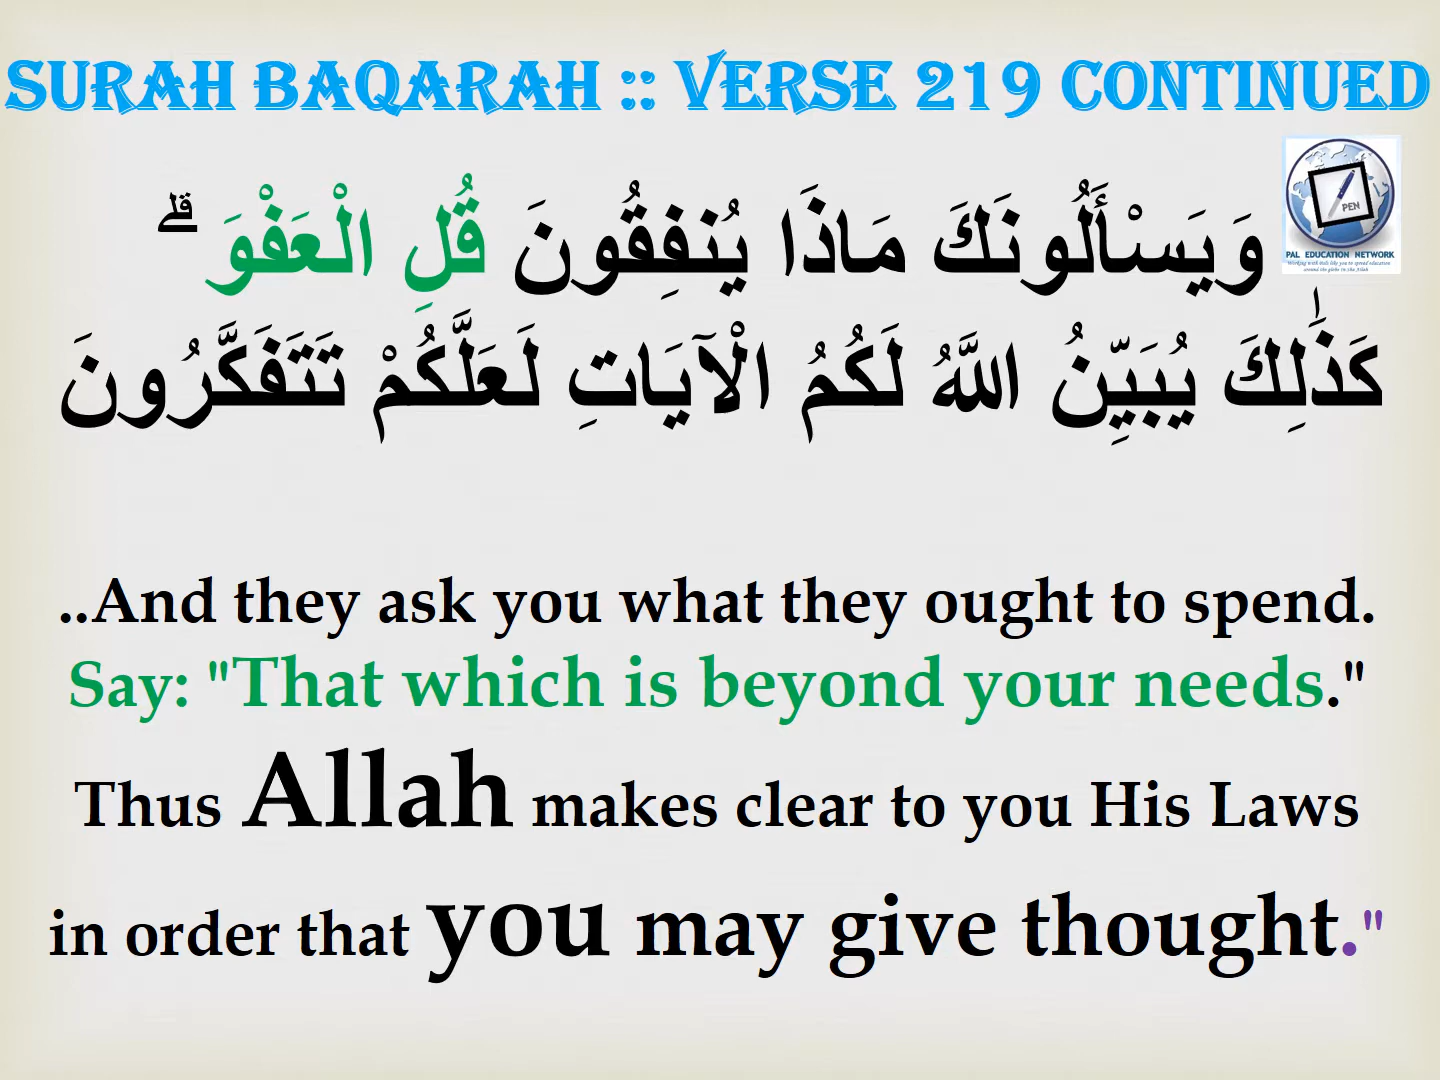 SURAH BAQARAH :: VERSE 219 CONTINUED
وَيَسْأَلُونَكَ مَاذَا يُنفِقُونَ قُلِ الْعَفْوَ ۗ
كَذَٰلِكَ يُبَيِّنُ اللَّهُ لَكُمُ الْآيَاتِ لَعَلَّكُمْ تَتَفَكَّرُونَ
PEN
PAL EDUCATION NETWORK
..And they ask you what they ought to spend.
Say: "That which is beyond your needs."
Thus Allah makes clear to you His Laws
in order that you may give thought."